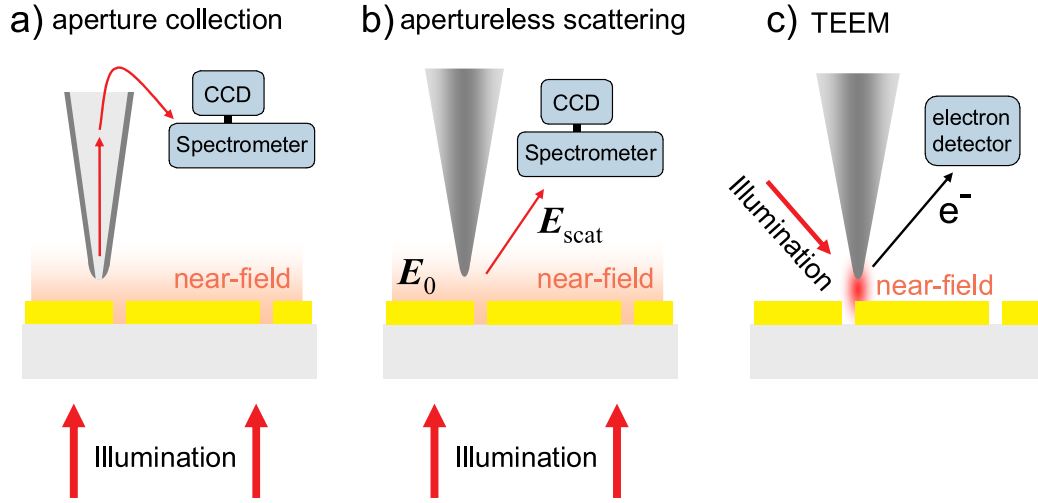 a) aperture collection
CCD
Spectrometer
near-field
Illumination
b) apertureless scattering
CCD
Spectrometer
E_scat
E_0
near-field
Illumination
c) TEEM
electron
detector
Illumination
e⁻
near-field